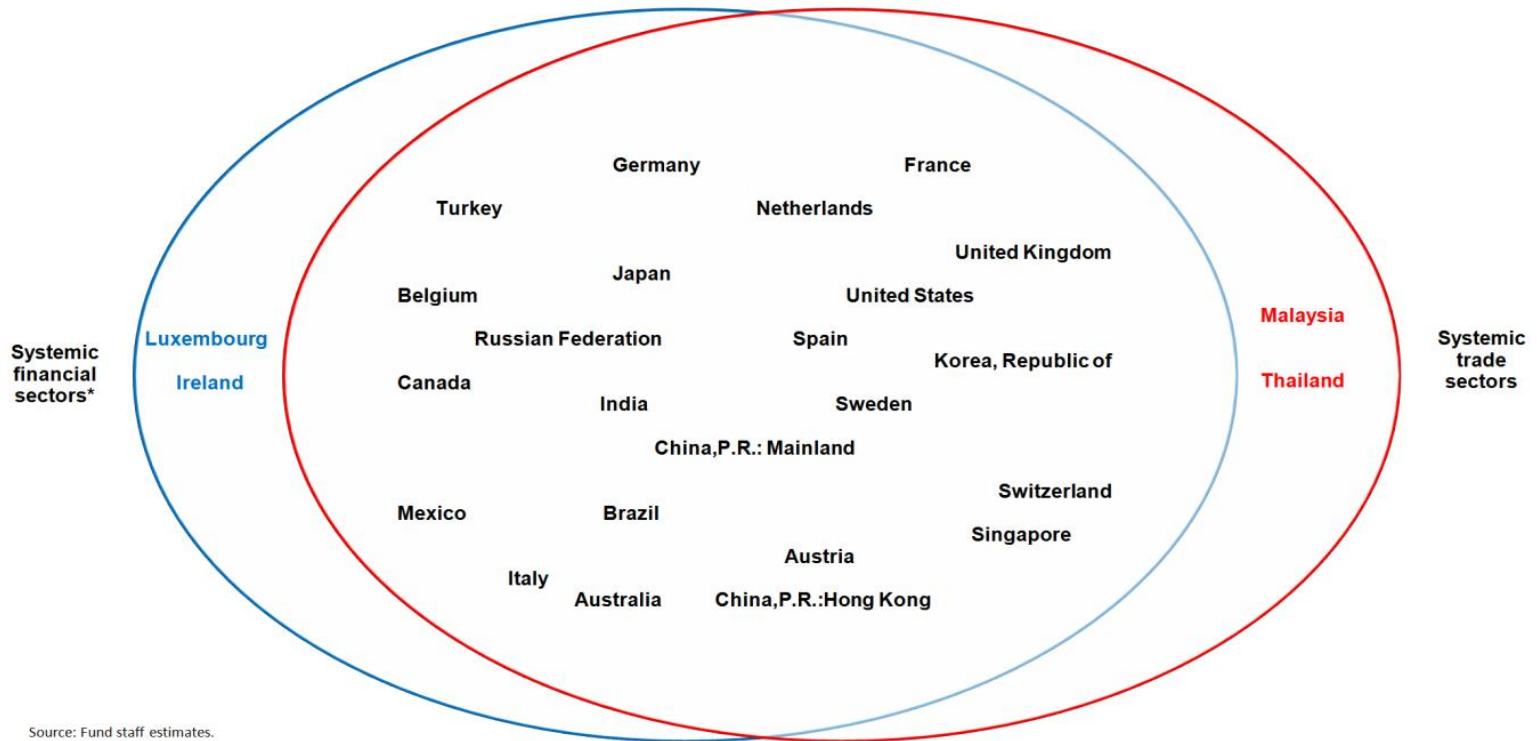 Germany
France
Turkey
Netherlands
United Kingdom
Japan
Belgium
United States
Malaysia
Luxembourg
Russian Federation
Spain
Systemic
financial
sectors*
Systemic
trade
sectors
Korea, Republic of
Ireland
Canada
Thailand
India
Sweden
China,P.R.: Mainland
Switzerland
Mexico
Brazil
Singapore
Austria
Italy
Australia
China,P.R.:Hong Kong
Source: Fund staff estimates.